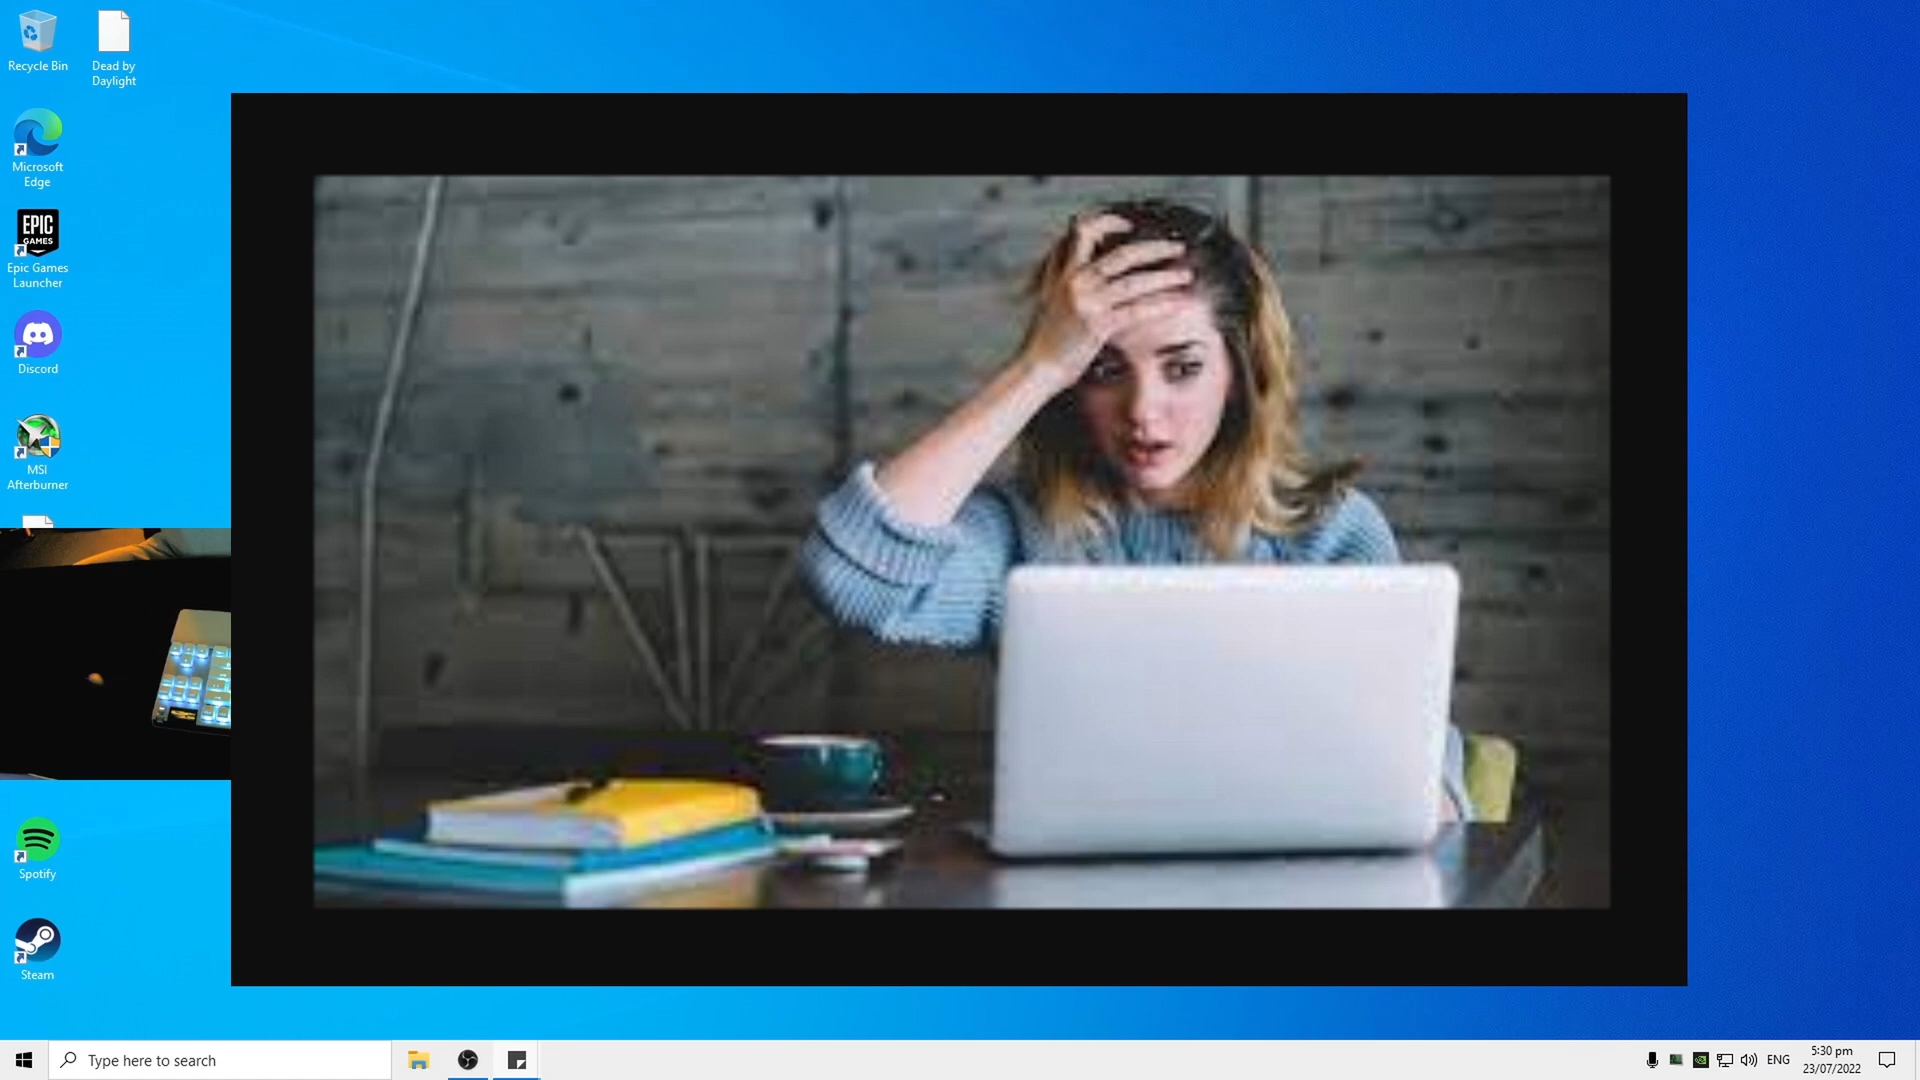 Recycle Bin
Dead by
Daylight
Microsoft
Edge
EPIC
GAMES
Epic Games
Launcher
Discord
MSI
Afterburner
Spotify
Steam
Type here to search
ENG
5:30 pm
23/07/2022